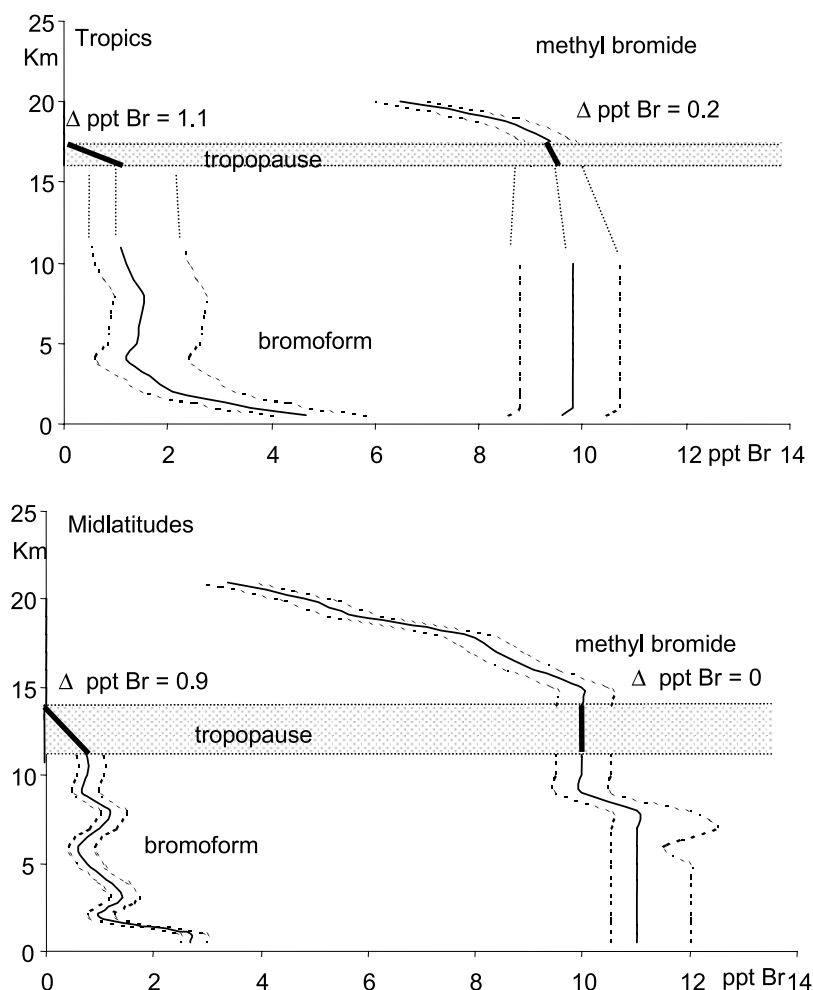 25
Km
Tropics
methyl bromide
20
Δ ppt Br = 1.1
Δ ppt Br = 0.2
tropopause
15
10
bromoform
5
0
0 2 4 6 8 10 12 ppt Br 14
25
Midlatitudes
Km
20
methyl bromide
15
Δ ppt Br = 0.9
Δ ppt Br = 0
tropopause
10
bromoform
5
0
0 2 4 6 8 10 12 ppt Br 14